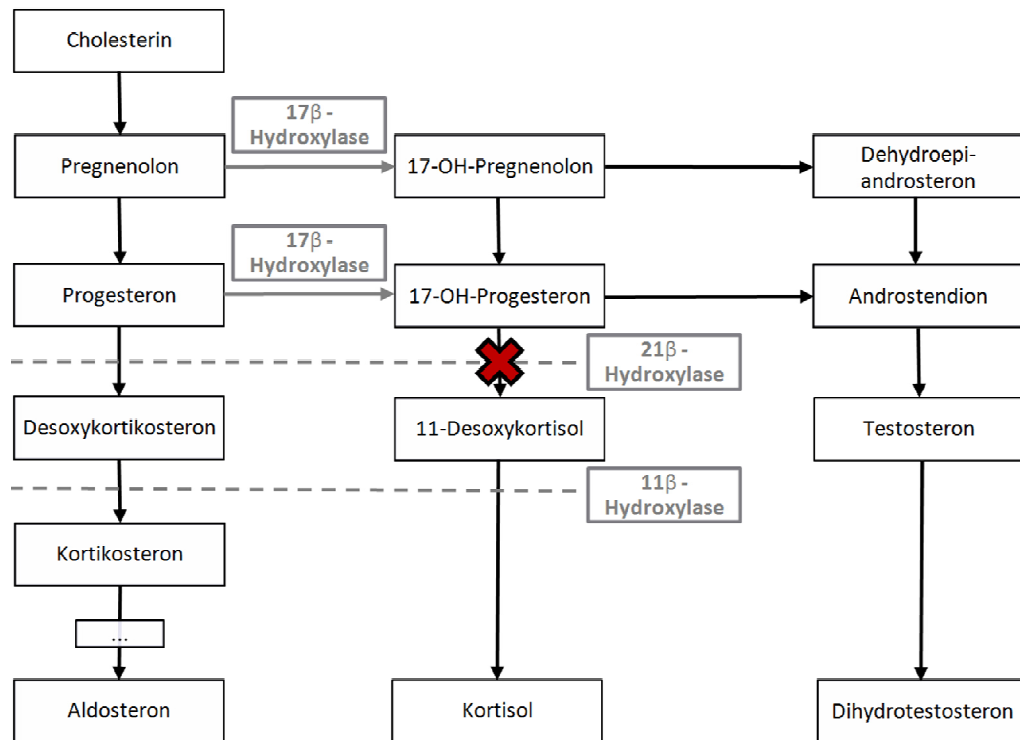 Cholesterin
17β -
Hydroxylase
Pregnenolon
17-OH-Pregnenolon
Dehydroepi-
androsteron
17β -
Hydroxylase
Progesteron
17-OH-Progesteron
Androstendion
21β -
Hydroxylase
Desoxykortikosteron
11-Desoxykortisol
Testosteron
11β -
Hydroxylase
Kortikosteron
...
Aldosteron
Kortisol
Dihydrotestosteron